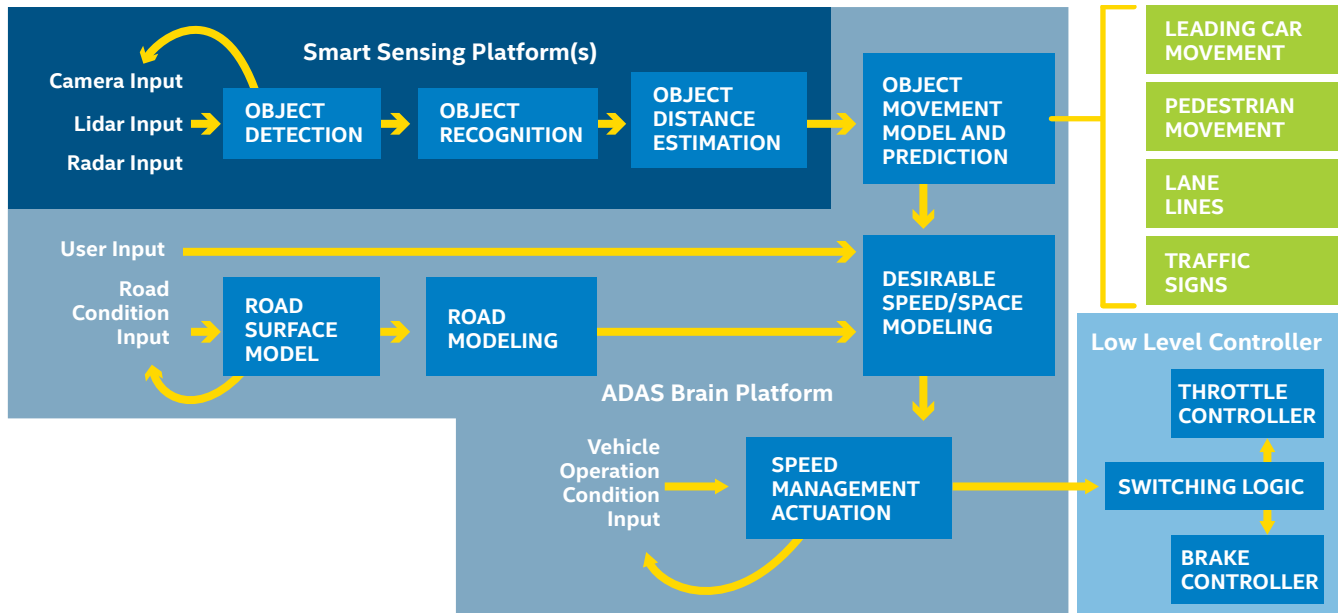 Smart Sensing Platform(s)
Camera Input
Lidar Input
Radar Input
OBJECT
DETECTION
OBJECT
RECOGNITION
OBJECT
DISTANCE
ESTIMATION
OBJECT
MOVEMENT
MODEL AND
PREDICTION
LEADING CAR
MOVEMENT
PEDESTRIAN
MOVEMENT
LANE
LINES
TRAFFIC
SIGNS
User Input
Road
Condition
Input
ROAD
SURFACE
MODEL
ROAD
MODELING
DESIRABLE
SPEED/SPACE
MODELING
ADAS Brain Platform
Vehicle
Operation
Condition
Input
SPEED
MANAGEMENT
ACTUATION
Low Level Controller
THROTTLE
CONTROLLER
SWITCHING LOGIC
BRAKE
CONTROLLER